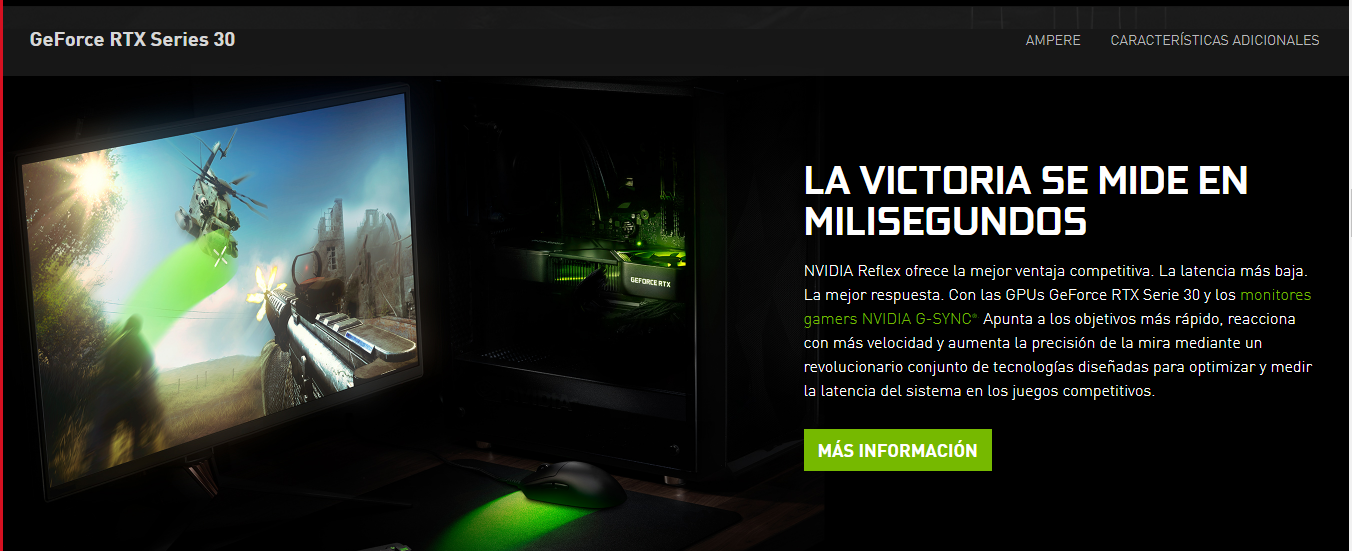 GeForce RTX Series 30
AMPERE
CARACTERÍSTICAS ADICIONALES
GEFORCE RTX
LA VICTORIA SE MIDE EN
MILISEGUNDOS
NVIDIA Reflex ofrece la mejor ventaja competitiva. La latencia más baja.
La mejor respuesta. Con las GPUs GeForce RTX Serie 30 y los monitores
gamers NVIDIA G-SYNC® Apunta a los objetivos más rápido, reacciona
con más velocidad y aumenta la precisión de la mira mediante un
revolucionario conjunto de tecnologías diseñadas para optimizar y medir
la latencia del sistema en los juegos competitivos.
MÁS INFORMACIÓN